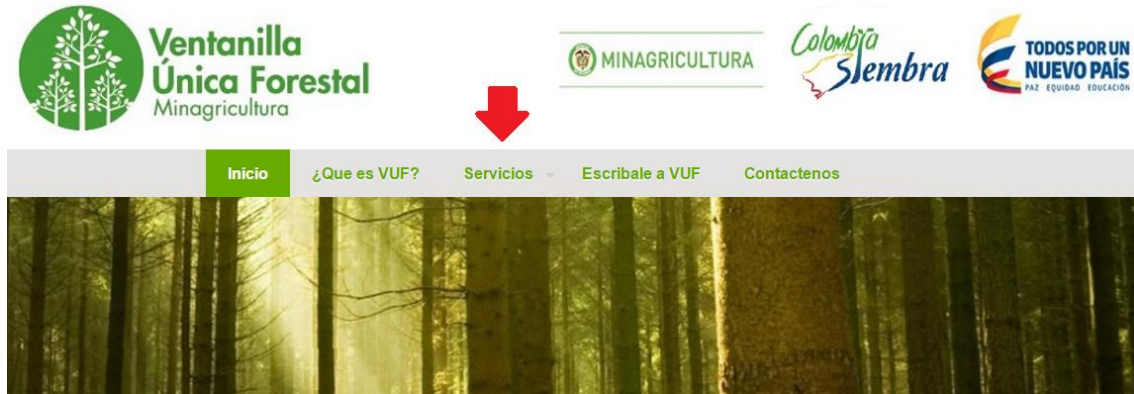 Ventanilla
Única Forestal
Minagricultura
MINAGRICULTURA
Colombia
Siembra
TODOS POR UN
NUEVO PAÍS
PAZ EQUIDAD EDUCACIÓN
Inicio
¿Que es VUF?
Servicios
Escribale a VUF
Contactenos